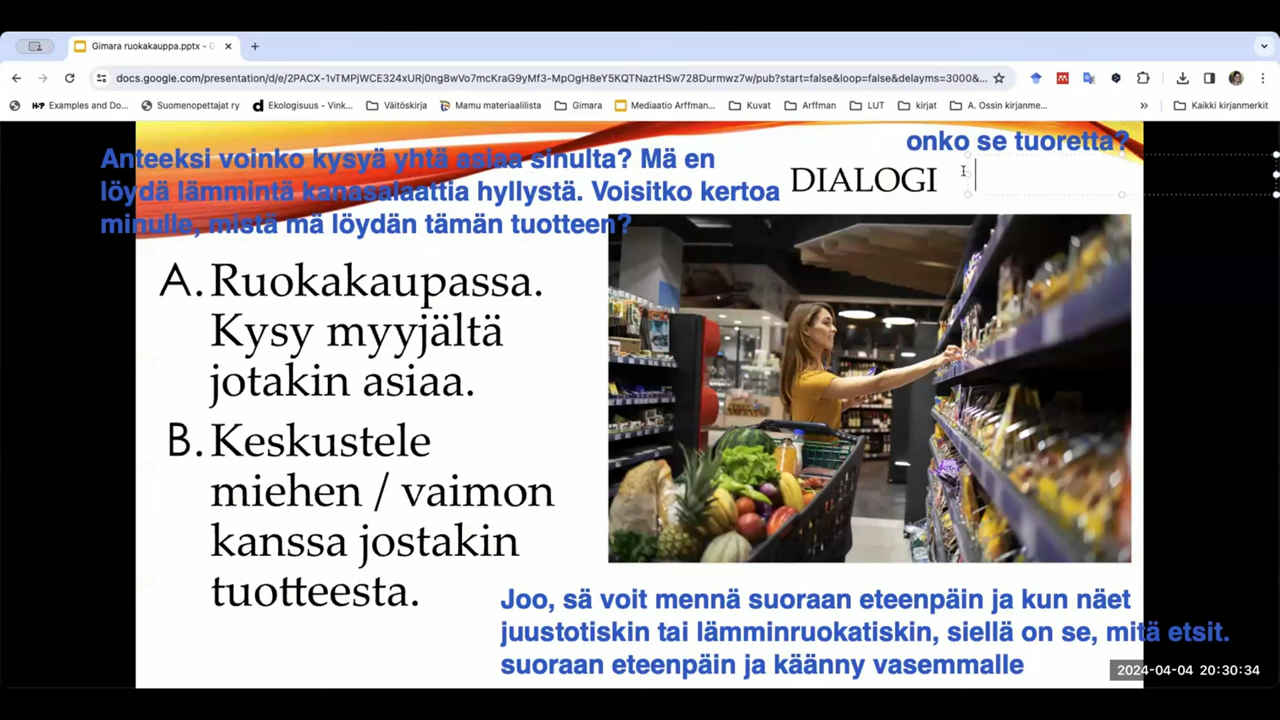 Gimara ruokakauppa.pptx - G
docs.google.com/presentation/d/e/2PACX-1vTMPjWCE324xURj0ng8wVo7mcKraG9yMf3-MpOgH8eY5KQTNaztHSw728Durmwz7w/pub?start=false&loop=false&delayms=3000&...
Examples and Do... Suomenopettajat ry Ekologisuus - Vink... Väitöskirja Mamu materiaalilista Gimara Mediaatio Arffman... Kuvat Arffman LUT kirjat A. Ossin kirjanme... » Kaikki kirjanmerkit
onko se tuoretta?
Anteeksi voinko kysyä yhtä asiaa sinulta? Mä en
löydä lämmintä kanasalaattia hyllystä. Voisitko kertoa
minulle, mistä mä löydän tämän tuotteen?
DIALOGI
A. Ruokakaupassa.
Kysy myyjältä
jotakin asiaa.
B. Keskustele
miehen / vaimon
kanssa jostakin
tuotteesta.
Joo, sä voit mennä suoraan eteenpäin ja kun näet
juustotiskin tai lämminruokatiskin, siellä on se, mitä etsit.
suoraan eteenpäin ja käänny vasemmalle
2024-04-04 20:30:34